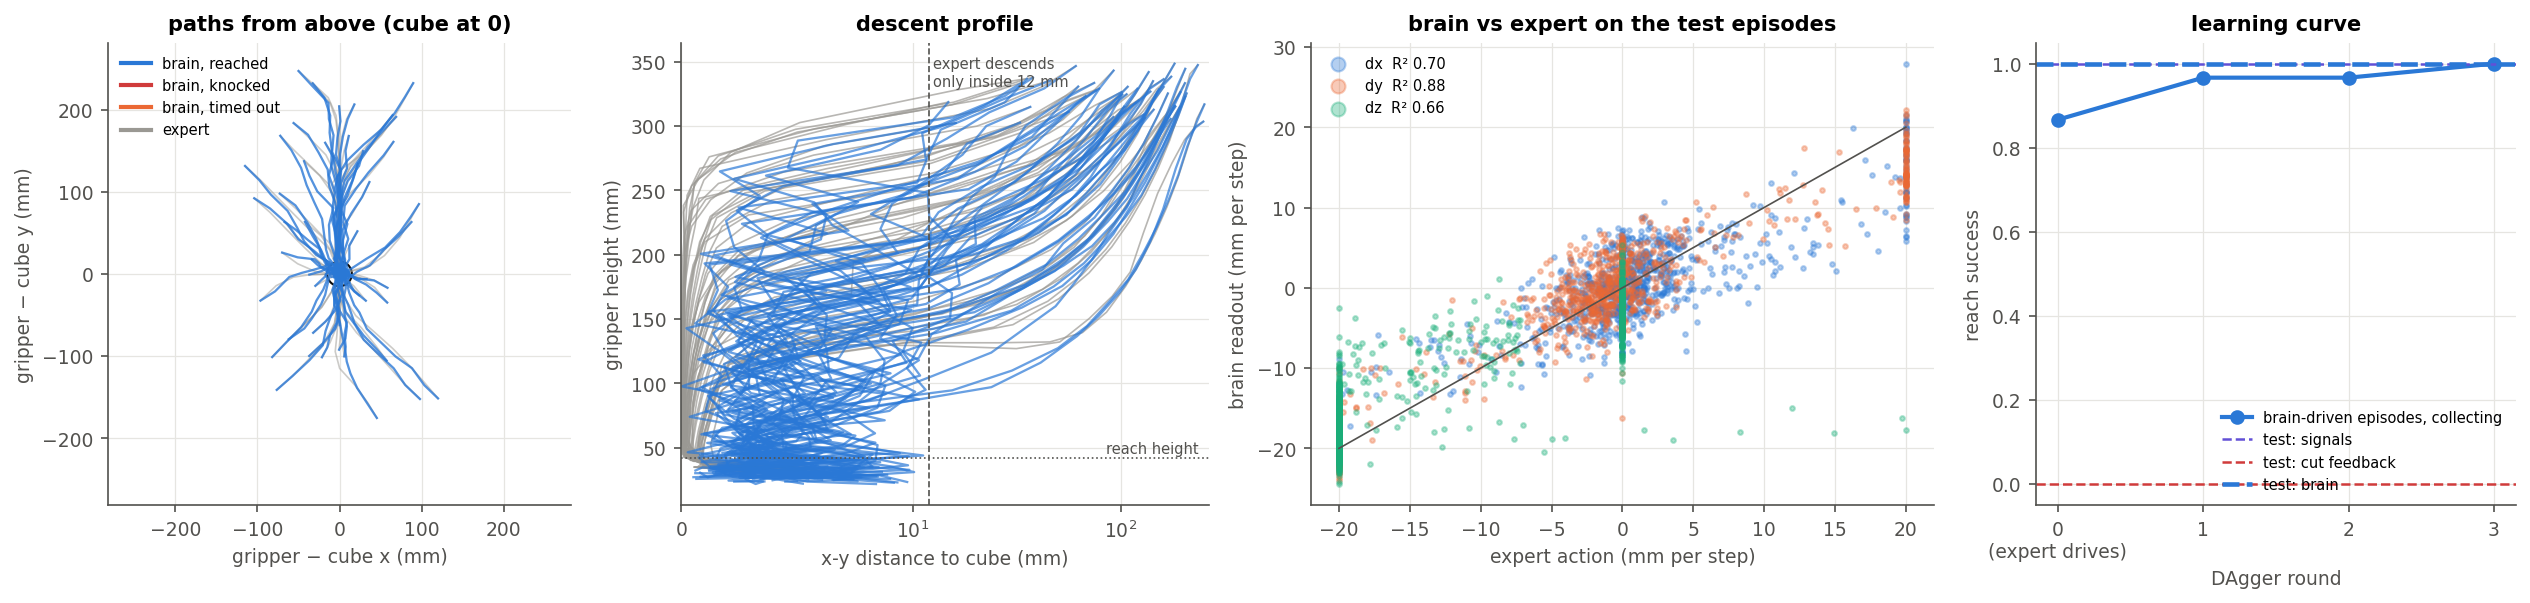 paths from above (cube at 0)
brain, reached
brain, knocked
brain, timed out
expert
200
100
0
−100
−200
−200
−100
0
100
200
gripper − cube y (mm)
gripper − cube x (mm)
descent profile
expert descends
only inside 12 mm
reach height
350
300
250
200
150
100
50
0
10¹
10²
gripper height (mm)
x-y distance to cube (mm)
brain vs expert on the test episodes
dx R² 0.70
dy R² 0.88
dz R² 0.66
30
20
10
0
−10
−20
−20
−15
−10
−5
0
5
10
15
20
brain readout (mm per step)
expert action (mm per step)
learning curve
1.0
0.8
0.6
0.4
0.2
0.0
brain-driven episodes, collecting
test: signals
test: cut feedback
test: brain
0
1
2
3
(expert drives)
reach success
DAgger round